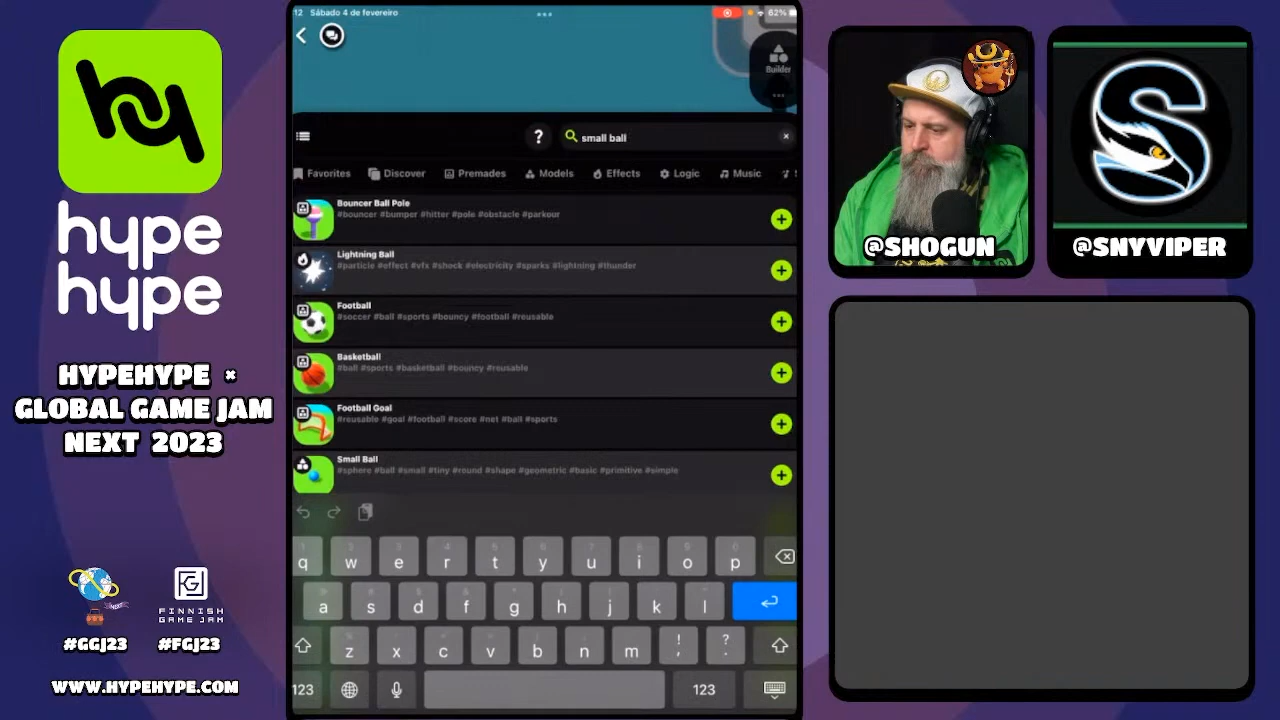 hy
hype
hype
HYPEHYPE ×
GLOBAL GAME JAM
NEXT 2023
#GGJ23
#FGJ23
FINNISH
GAME JAM
WWW.HYPEHYPE.COM
12 Sábado 4 de fevereiro
62%
Builder
?
small ball
Favorites
Discover
Premades
Models
Effects
Logic
Music
Bouncer Ball Pole
#bouncer #bumper #hitter #pole #obstacle #parkour
Lightning Ball
#particle #effect #vfx #shock #electricity #sparks #lightning #thunder
Football
#soccer #ball #sports #bouncy #football #reusable
Basketball
#ball #sports #basketball #bouncy #reusable
Football Goal
#reusable #goal #football #score #net #ball #sports
Small Ball
#sphere #ball #small #tiny #round #shape #geometric #basic #primitive #simple
q w e r t y u i o p
a s d f g h j k l
z x c v b n m ! , ? .
123 123
@SHOGUN
@SNYVIPER